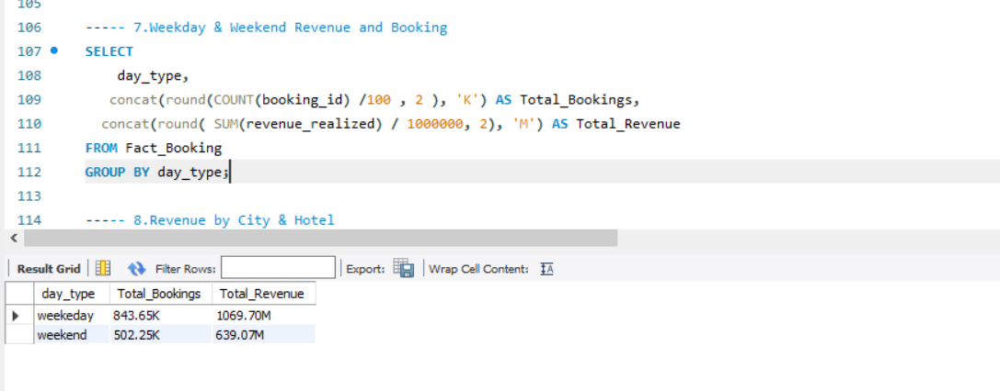 105
106 ----- 7.Weekday & Weekend Revenue and Booking
107 SELECT
108 day_type,
109 concat(round(COUNT(booking_id) /100 , 2 ), 'K') AS Total_Bookings,
110 concat(round( SUM(revenue_realized) / 1000000, 2), 'M') AS Total_Revenue
111 FROM Fact_Booking
112 GROUP BY day_type;
113
114 ----- 8.Revenue by City & Hotel
Result Grid Filter Rows: Export: Wrap Cell Content: IA
day_type Total_Bookings Total_Revenue
weekeday 843.65K 1069.70M
weekend 502.25K 639.07M